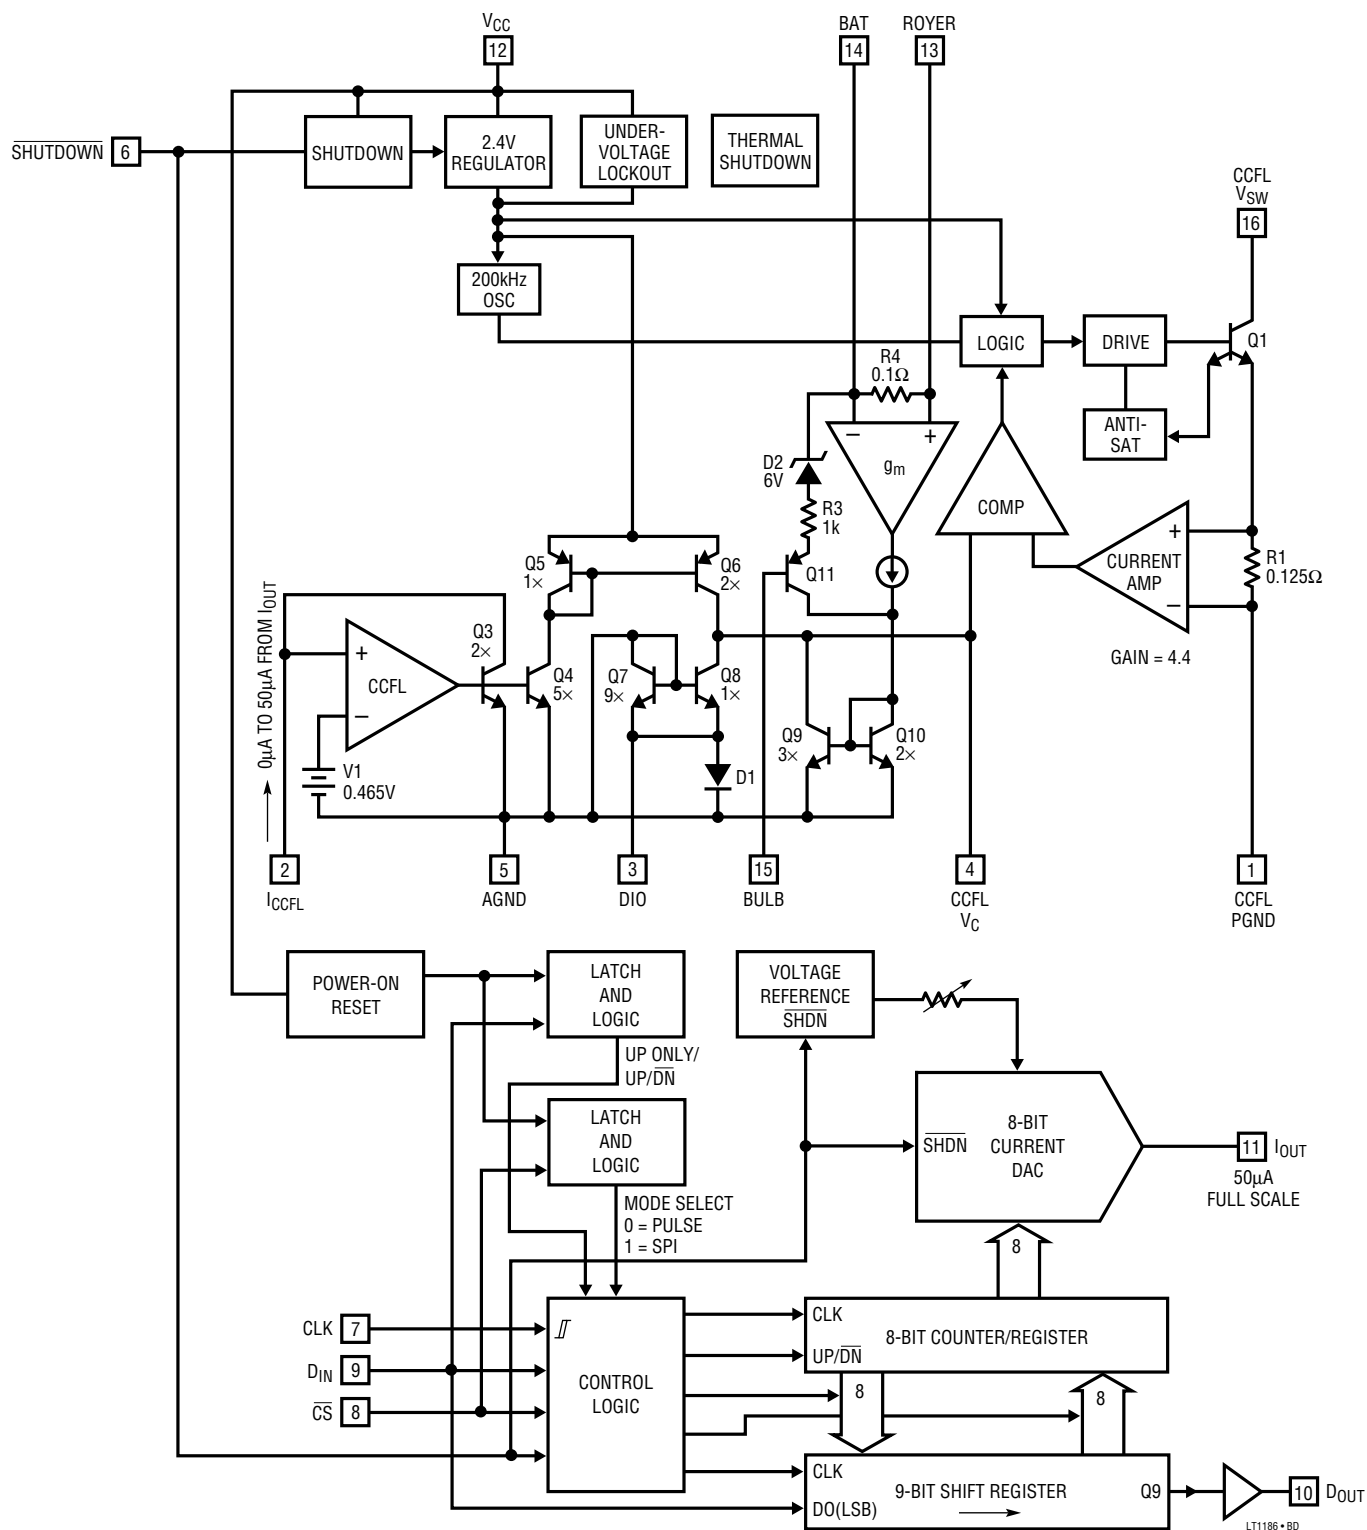 VCC
12
BAT
14
ROYER
13
SHUTDOWN
6
SHUTDOWN
2.4V
REGULATOR
UNDER-
VOLTAGE
LOCKOUT
THERMAL
SHUTDOWN
CCFL
VSW
16
200kHz
OSC
LOGIC
DRIVE
Q1
R4
0.1Ω
ANTI-
SAT
– +
gm
D2
6V
R3
1k
COMP
Q5
1×
Q6
2×
Q11
+
CURRENT
AMP
–
R1
0.125Ω
GAIN = 4.4
0µA TO 50µA FROM IOUT
Q3
2×
+
CCFL
–
Q4
5×
Q7
9×
Q8
1×
Q9
3×
Q10
2×
V1
0.465V
D1
2
ICCFL
5
AGND
3
DIO
15
BULB
4
CCFL
VC
1
CCFL
PGND
POWER-ON
RESET
LATCH
AND
LOGIC
VOLTAGE
REFERENCE
SHDN
UP ONLY/
UP/DN
LATCH
AND
LOGIC
SHDN
8-BIT
CURRENT
DAC
11
IOUT
50µA
FULL SCALE
MODE SELECT
0 = PULSE
1 = SPI
8
CLK
7
DIN
9
CS
8
CONTROL
LOGIC
CLK
UP/DN
8-BIT COUNTER/REGISTER
8
8
CLK
DO(LSB)
9-BIT SHIFT REGISTER
Q9
10
DOUT
LT1186 • BD